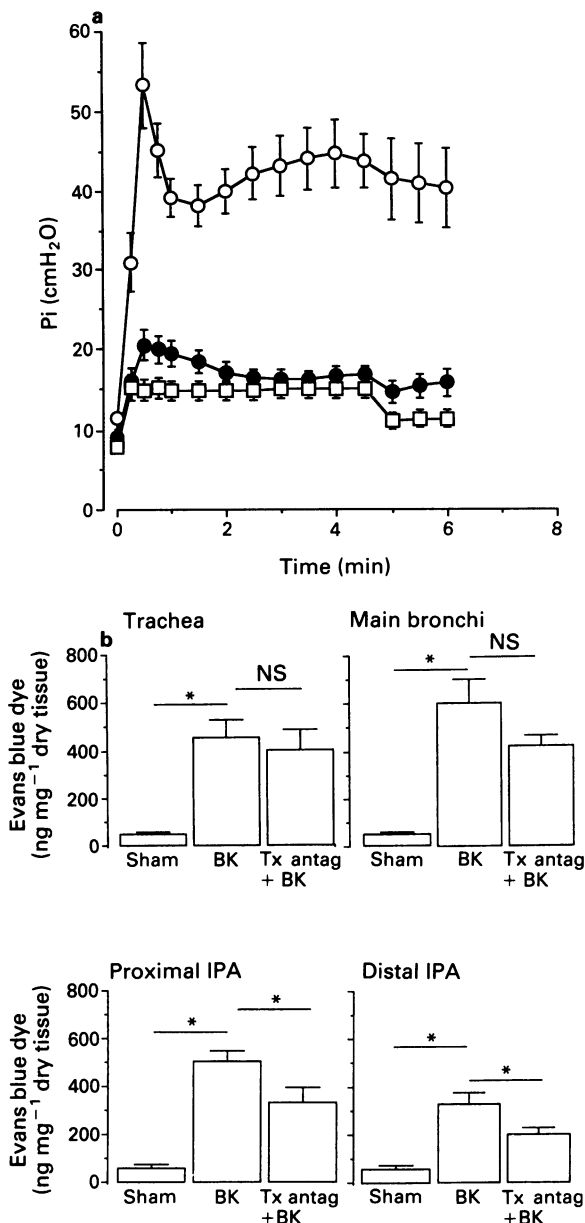 a
60
50
40
30
20
10
0
Pi (cmH₂O)
0 2 4 6 8
Time (min)
b
Trachea
Main bronchi
Evans blue dye
(ng mg⁻¹ dry tissue)
800
600
400
200
0
*
NS
*
NS
Sham BK Tx antag
+ BK
Sham BK Tx antag
+ BK
Proximal IPA
Distal IPA
Evans blue dye
(ng mg⁻¹ dry tissue)
800
600
400
200
0
*
*
*
*
Sham BK Tx antag
+BK
Sham BK Tx antag
+BK